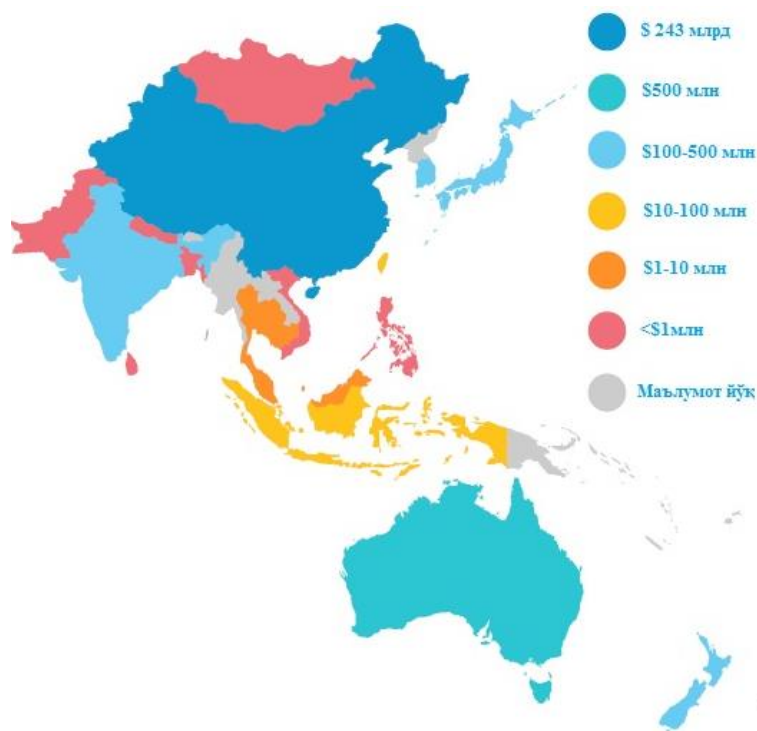 $ 243 млрд
$500 млн
$100-500 млн
$10-100 млн
$1-10 млн
<$1млн
Маълумот йўқ